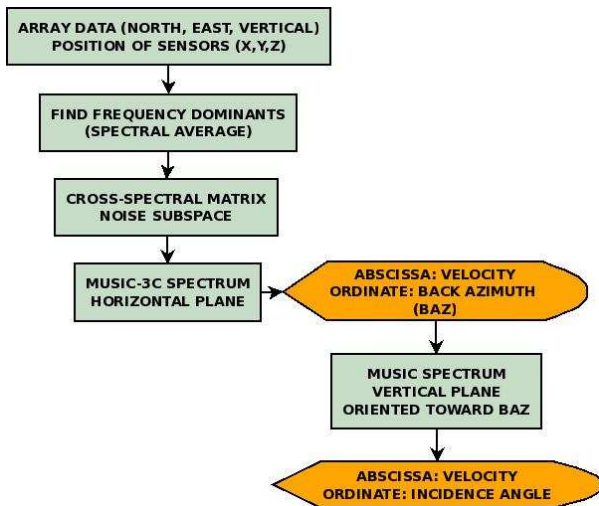 ARRAY DATA (NORTH, EAST, VERTICAL)
POSITION OF SENSORS (X,Y,Z)
FIND FREQUENCY DOMINANTS
(SPECTRAL AVERAGE)
CROSS-SPECTRAL MATRIX
NOISE SUBSPACE
MUSIC-3C SPECTRUM
HORIZONTAL PLANE
ABSCISSA: VELOCITY
ORDINATE: BACK AZIMUTH
(BAZ)
MUSIC SPECTRUM
VERTICAL PLANE
ORIENTED TOWARD BAZ
ABSCISSA: VELOCITY
ORDINATE: INCIDENCE ANGLE